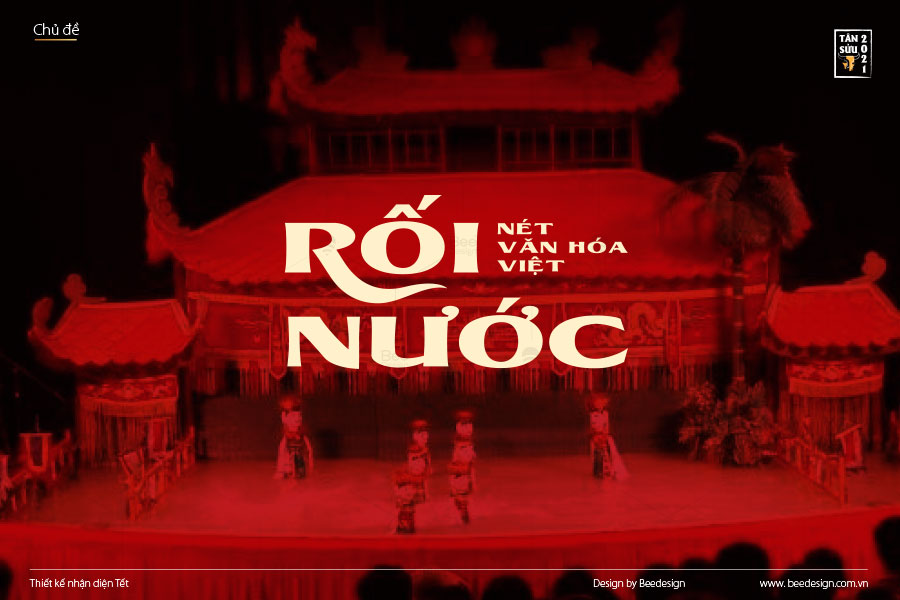 Chủ đề
TÂN
SỬU
2021
RỐI
NÉT
VĂN HÓA
VIỆT
NƯỚC
Thiết kế nhận diện Tết
Design by Beedesign
www. beedesign.com.vn